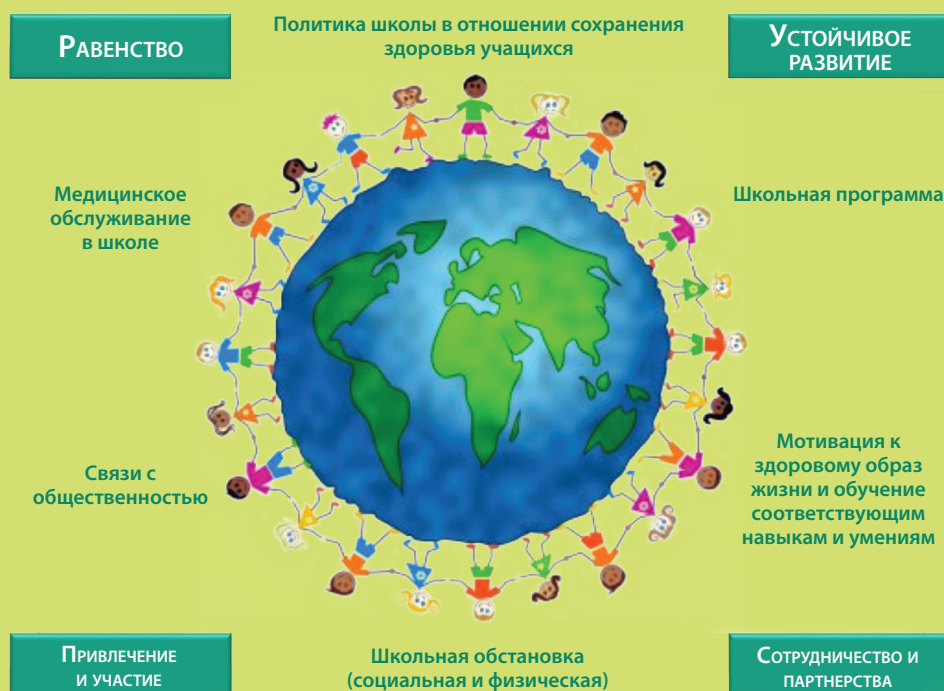 РАВЕНСТВО
Политика школы в отношении сохранения
здоровья учащихся
УСТОЙЧИВОЕ
РАЗВИТИЕ
Медицинское
обслуживание
в школе
Школьная программа
Связи с
общественностью
Мотивация к
здоровому образ
жизни и обучение
соответствующим
навыкам и умениям
ПРИВЛЕЧЕНИЕ
И УЧАСТИЕ
Школьная обстановка
(социальная и физическая)
СОТРУДНИЧЕСТВО И
ПАРТНЕРСТВА